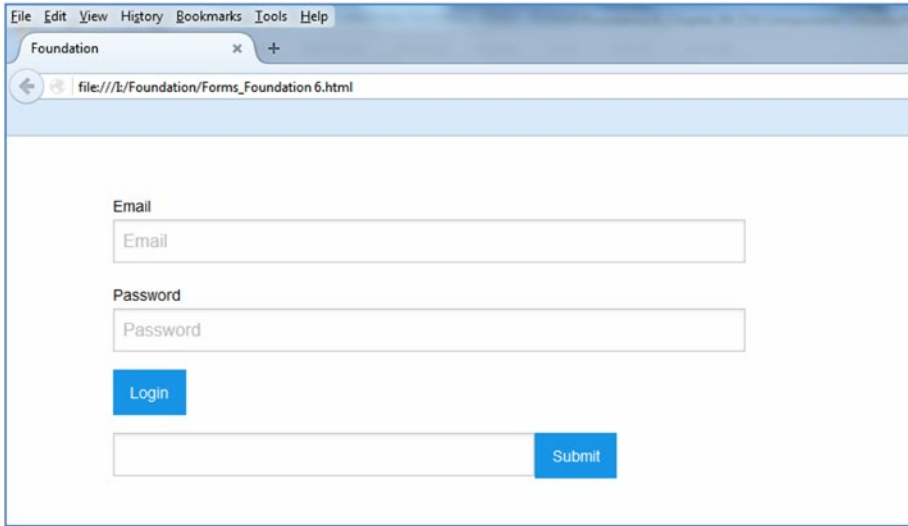 File Edit View History Bookmarks Tools Help
Foundation × +
file:///I:/Foundation/Forms_Foundation 6.html
Email
Email
Password
Password
Login
Submit